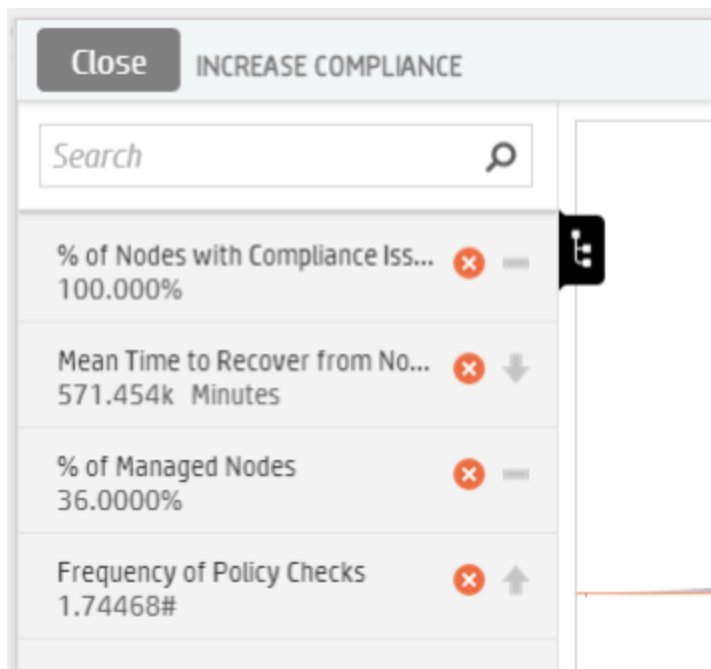 Close INCREASE COMPLIANCE
Search
% of Nodes with Compliance Iss...
100.000%
Mean Time to Recover from No...
571.454k Minutes
% of Managed Nodes
36.0000%
Frequency of Policy Checks
1.74468#